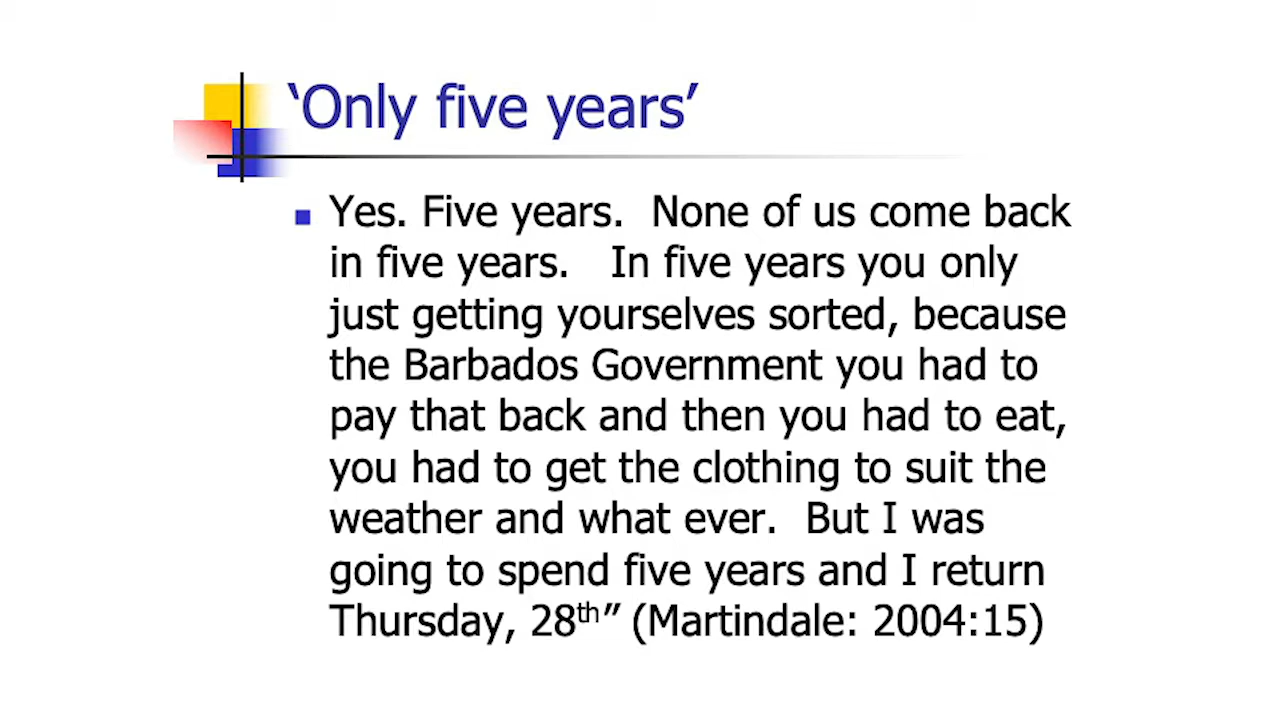 ‘Only five years’
Yes. Five years.  None of us come back
in five years.   In five years you only
just getting yourselves sorted, because
the Barbados Government you had to
pay that back and then you had to eat,
you had to get the clothing to suit the
weather and what ever.  But I was
going to spend five years and I return
Thursday, 28th” (Martindale: 2004:15)